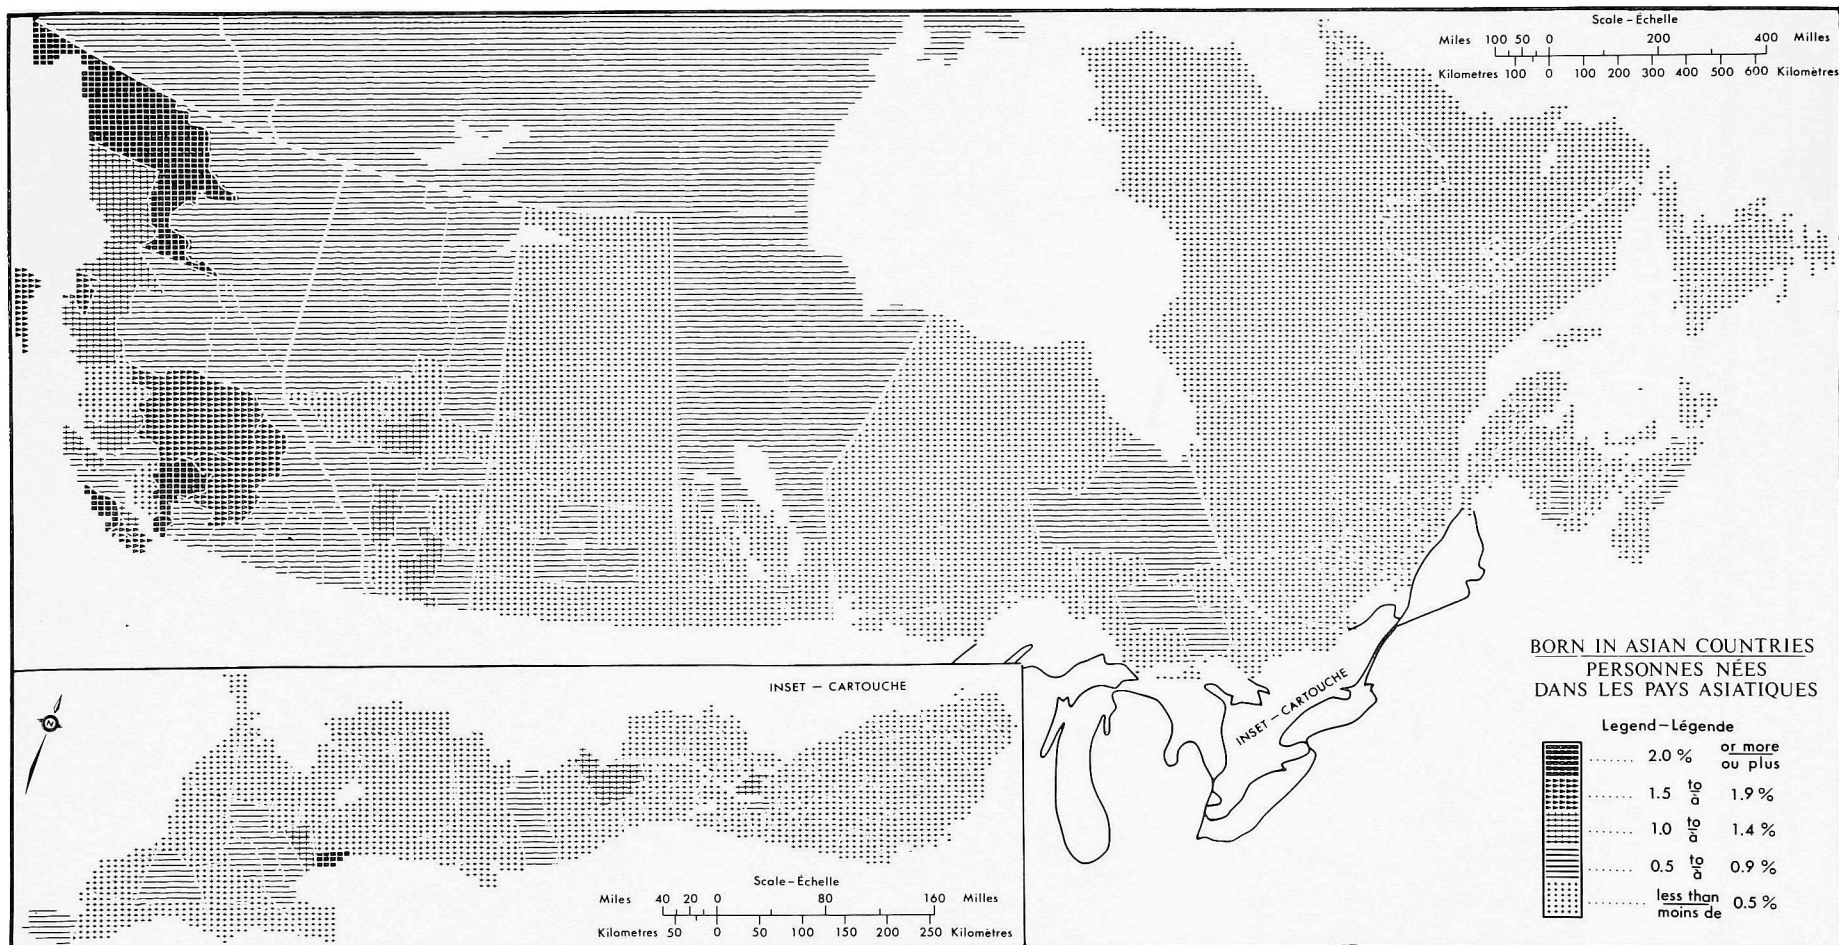 Scale – Échelle
Miles 100 50 0 200 400 Milles
Kilometres 100 0 100 200 300 400 500 600 Kilomètres
INSET – CARTOUCHE
BORN IN ASIAN COUNTRIES
PERSONNES NÉES
DANS LES PAYS ASIATIQUES
Legend – Légende
...... 2.0 % or more
ou plus
...... 1.5 to
à 1.9 %
...... 1.0 to
à 1.4 %
...... 0.5 to
à 0.9 %
...... less than
moins de 0.5 %
INSET – CARTOUCHE
N
Scale – Échelle
Miles 40 20 0 80 160 Milles
Kilometres 50 0 50 100 150 200 250 Kilomètres